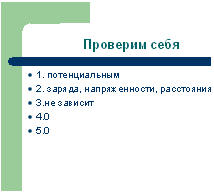 Проверим себя
1. потенциальным
2. заряда, напряженности, расстояния
3.не зависит
4.0
5.0